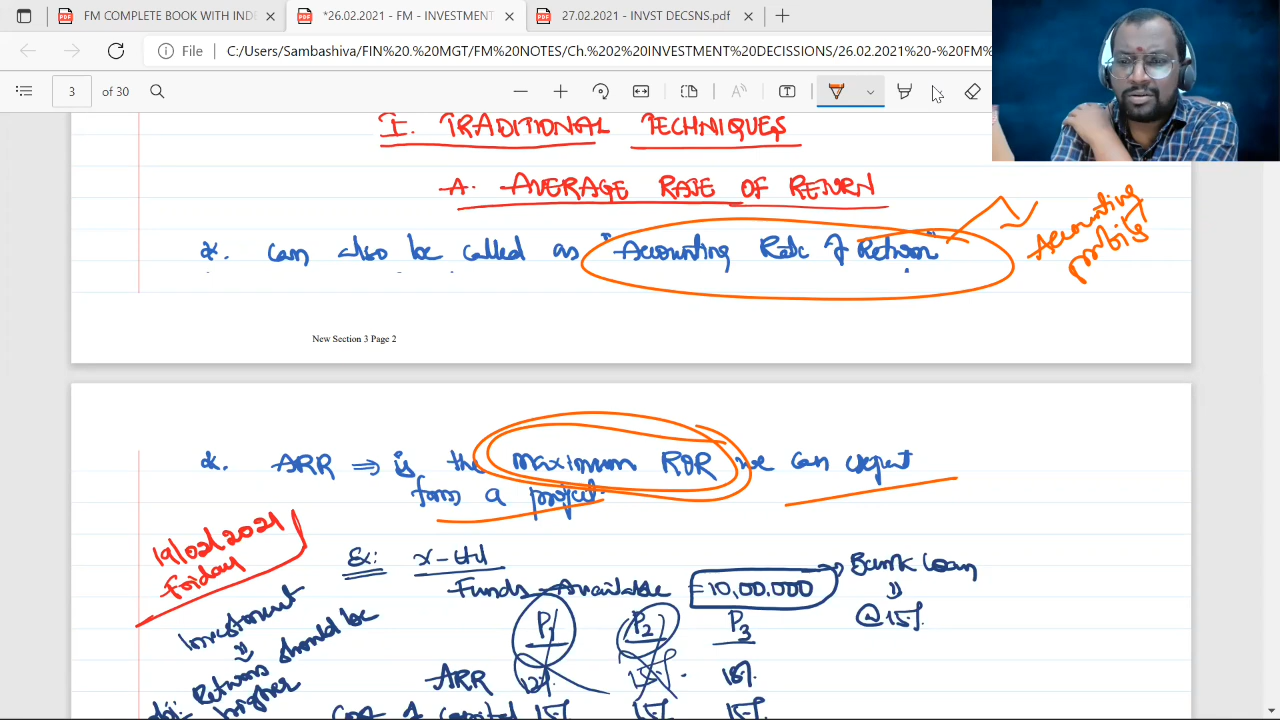 FM COMPLETE BOOK WITH INDE
*26.02.2021 - FM - INVESTMENT
27.02.2021 - INVST DECSNS.pdf
File C:/Users/Sambashiva/FIN%20.%20MGT/FM%20NOTES/Ch.%202%20INVESTMENT%20DECISSIONS/26.02.2021%20-%20FM%
3 of 30
I. TRADITIONAL TECHNIQUES
A. AVERAGE RATE OF RETURN
*. Can also be called as "Accounting Rate of Return"
Accounting
profits
New Section 3 Page 2
*. ARR ⇒ is the maximum ROR we can expect
from a project
19/02/2021
Friday
Ex: X-Ltd
Funds Available = 10,00,000 → Bank loan
@15%
Investment
Returns should be
higher
P1 P2 P3
ARR 12% 15% 18%
Cost of capital 15% 15% 15%